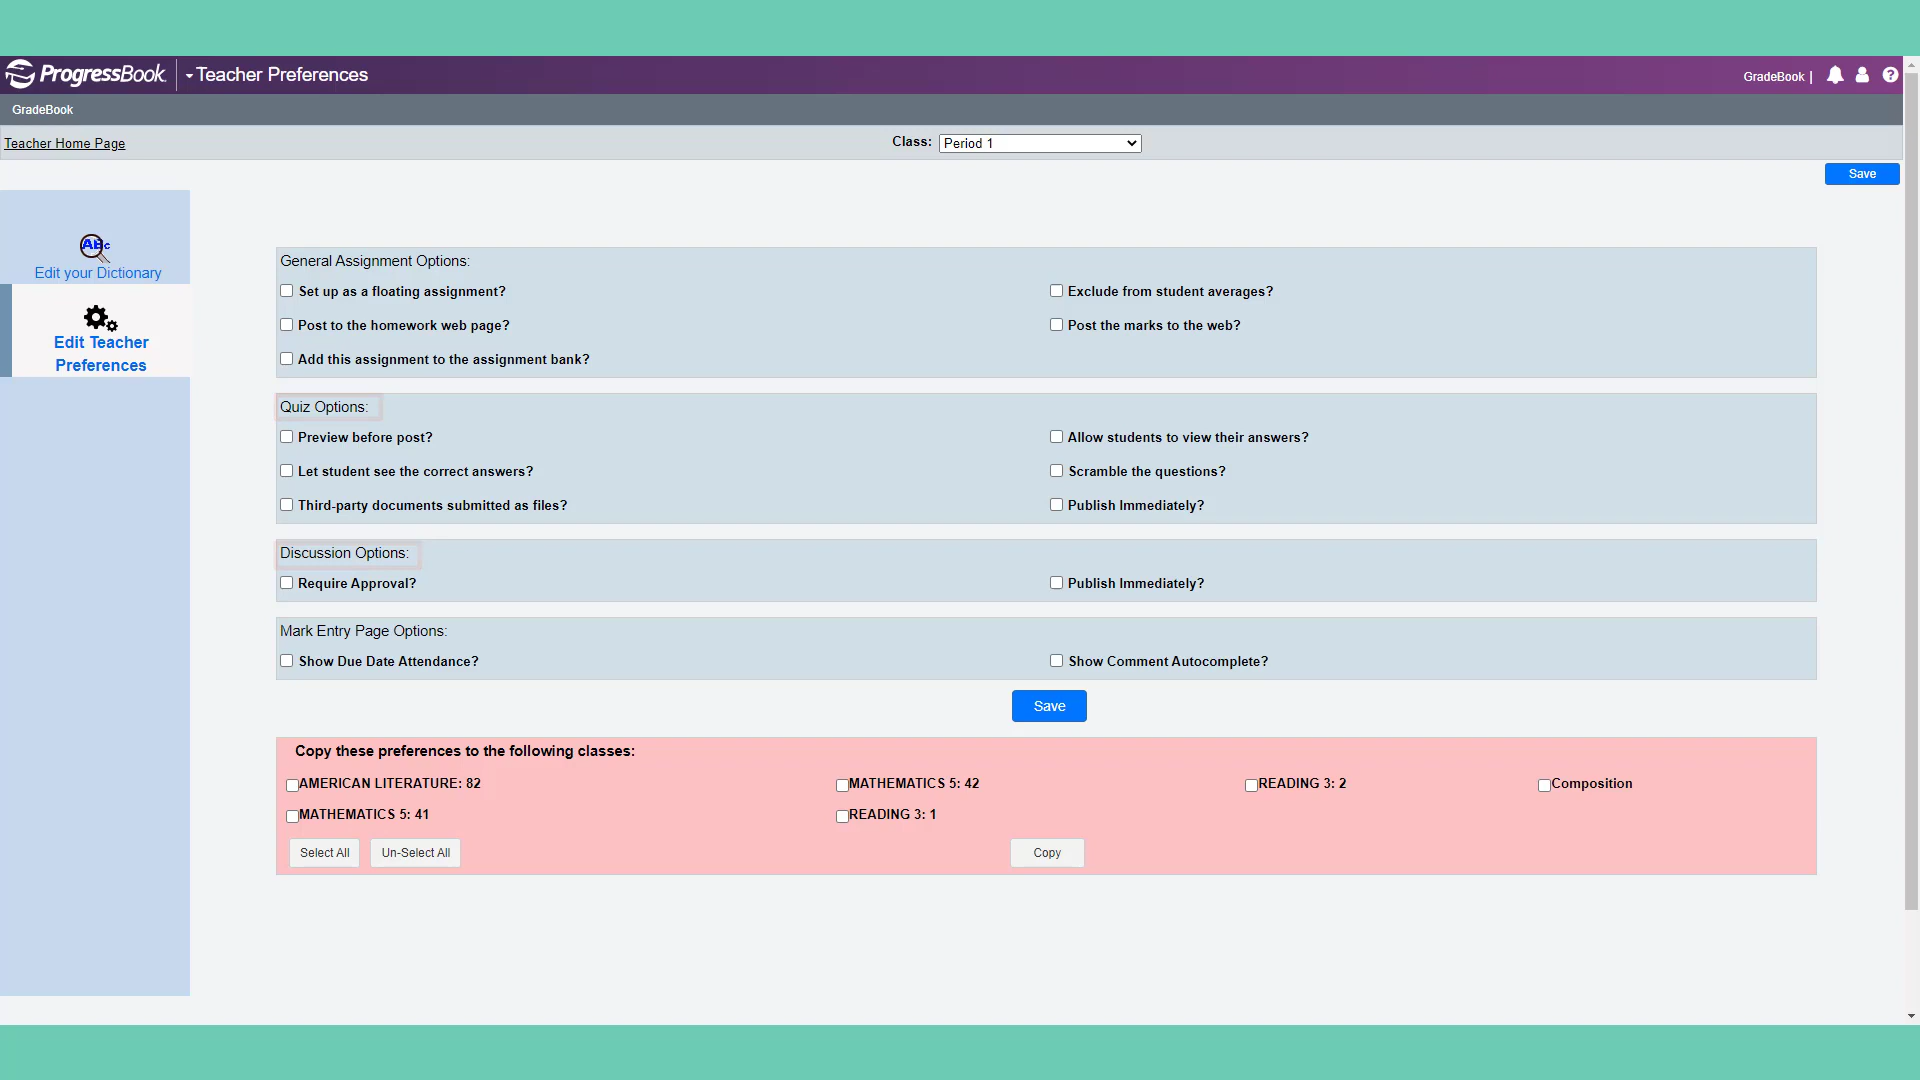 ProgressBook Teacher Preferences GradeBook |
GradeBook
Teacher Home Page Class: Period 1
Save
ABc
Edit your Dictionary
Edit Teacher
Preferences
General Assignment Options:
Set up as a floating assignment? Exclude from student averages?
Post to the homework web page? Post the marks to the web?
Add this assignment to the assignment bank?
Quiz Options:
Preview before post? Allow students to view their answers?
Let student see the correct answers? Scramble the questions?
Third-party documents submitted as files? Publish Immediately?
Discussion Options:
Require Approval? Publish Immediately?
Mark Entry Page Options:
Show Due Date Attendance? Show Comment Autocomplete?
Save
Copy these preferences to the following classes:
AMERICAN LITERATURE: 82 MATHEMATICS 5: 42 READING 3: 2 Composition
MATHEMATICS 5: 41 READING 3: 1
Select All Un-Select All Copy